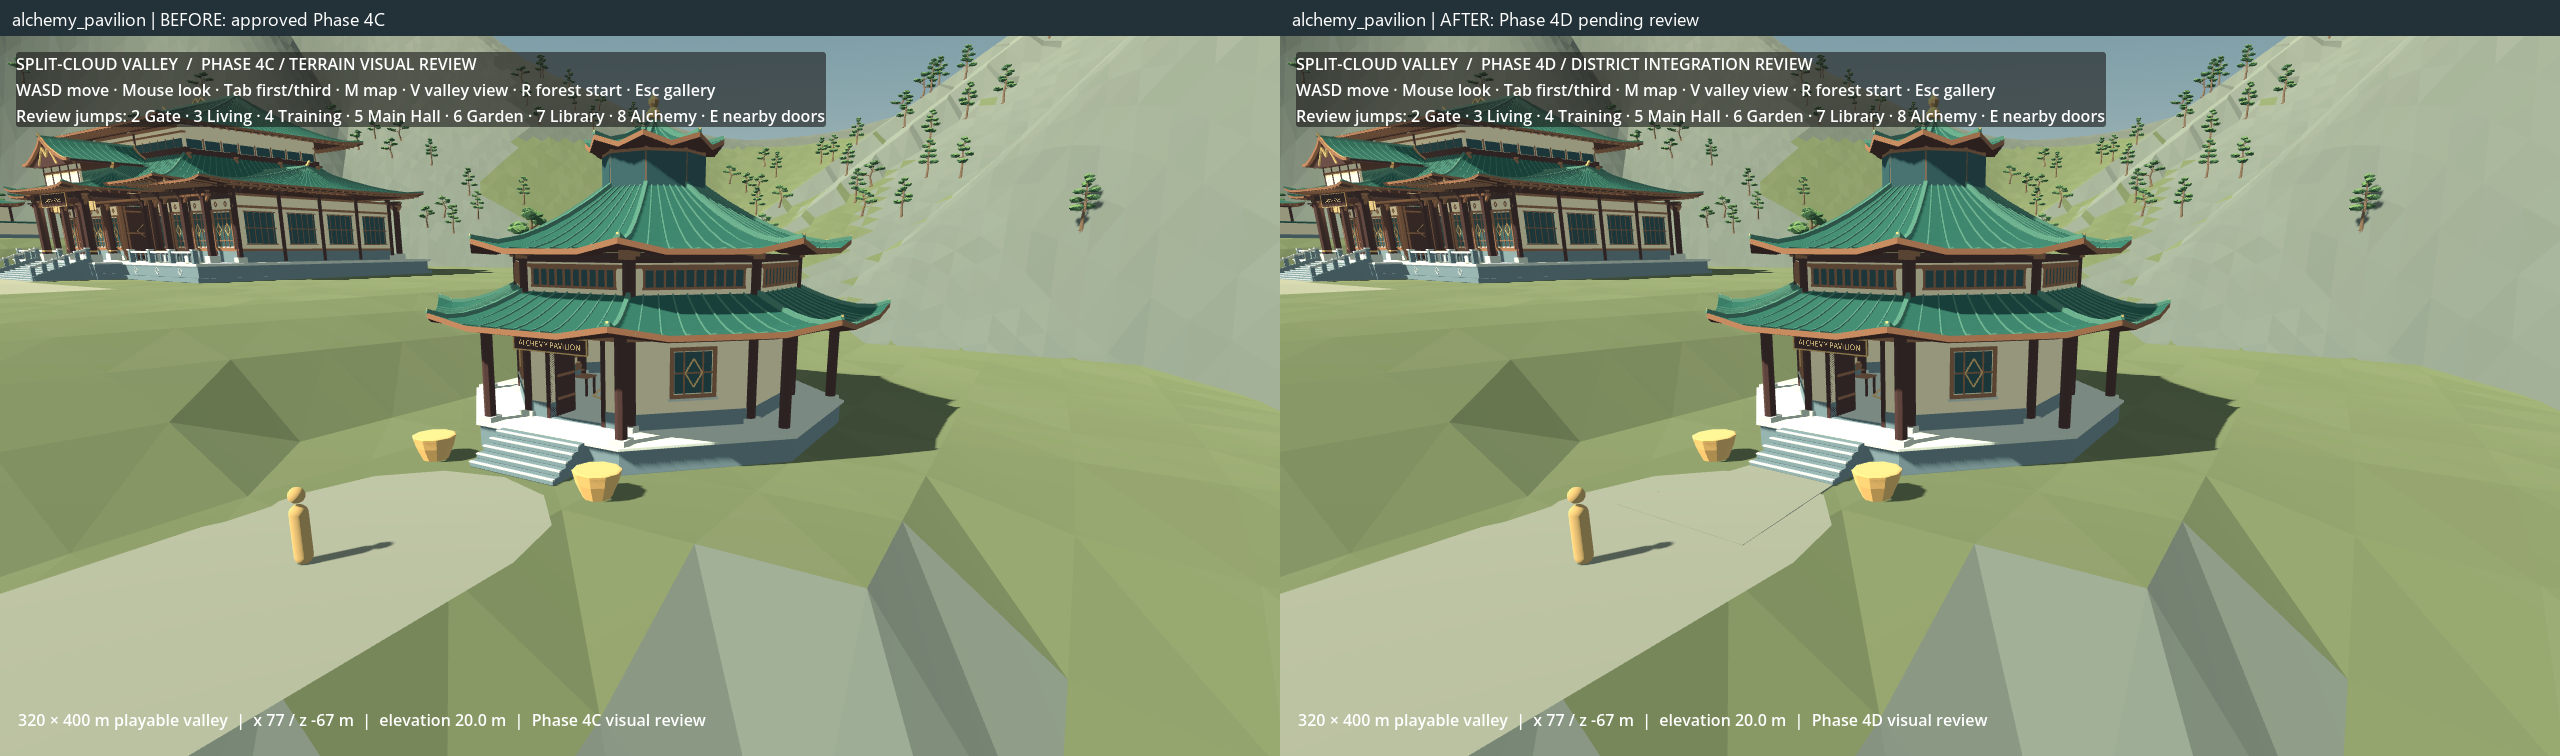 alchemy_pavilion | BEFORE: approved Phase 4C
SPLIT-CLOUD VALLEY / PHASE 4C / TERRAIN VISUAL REVIEW
WASD move · Mouse look · Tab first/third · M map · V valley view · R forest start · Esc gallery
Review jumps: 2 Gate · 3 Living · 4 Training · 5 Main Hall · 6 Garden · 7 Library · 8 Alchemy · E nearby doors
ALCHEMY PAVILION
320 × 400 m playable valley | x 77 / z -67 m | elevation 20.0 m | Phase 4C visual review
alchemy_pavilion | AFTER: Phase 4D pending review
SPLIT-CLOUD VALLEY / PHASE 4D / DISTRICT INTEGRATION REVIEW
WASD move · Mouse look · Tab first/third · M map · V valley view · R forest start · Esc gallery
Review jumps: 2 Gate · 3 Living · 4 Training · 5 Main Hall · 6 Garden · 7 Library · 8 Alchemy · E nearby doors
ALCHEMY PAVILION
320 × 400 m playable valley | x 77 / z -67 m | elevation 20.0 m | Phase 4D visual review